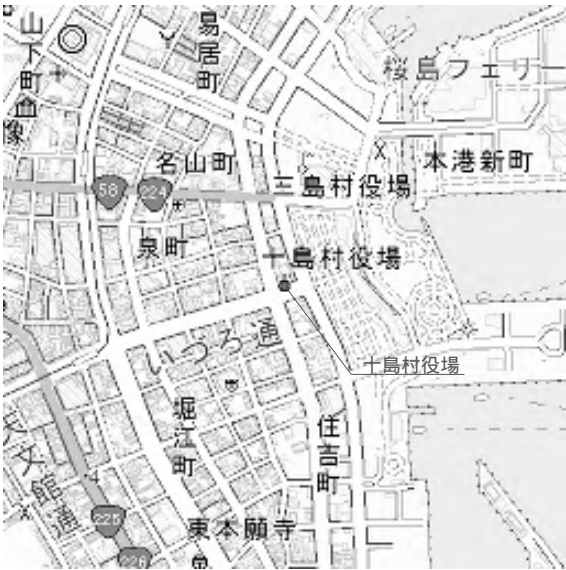 山下町
易居町
桜島フェリー
像
名山町
本港新町
58
224
三島村役場
泉町
十島村役場
いづろ通
十島村役場
堀江町
住吉町
天文館通
225
226
東本願寺